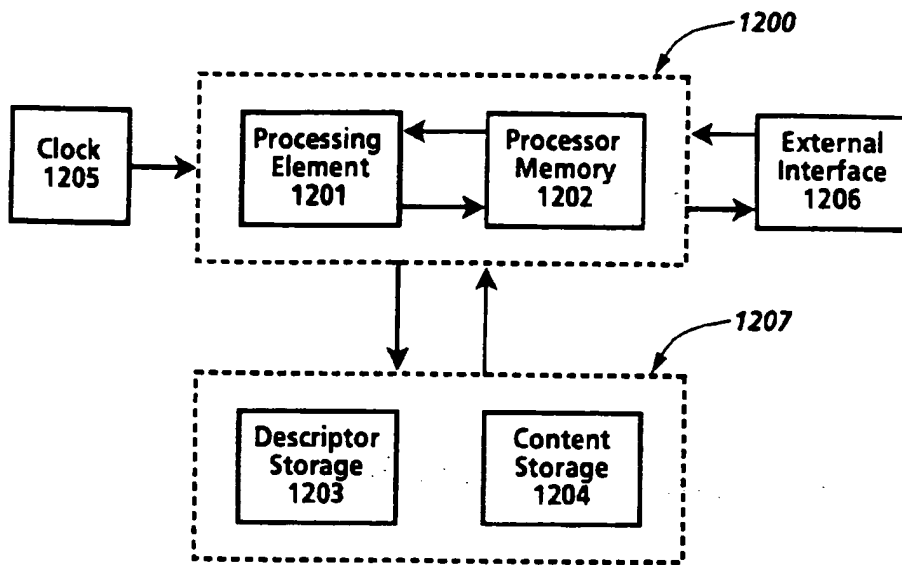 1200
Clock
1205
Processing
Element
1201
Processor
Memory
1202
External
Interface
1206
1207
Descriptor
Storage
1203
Content
Storage
1204